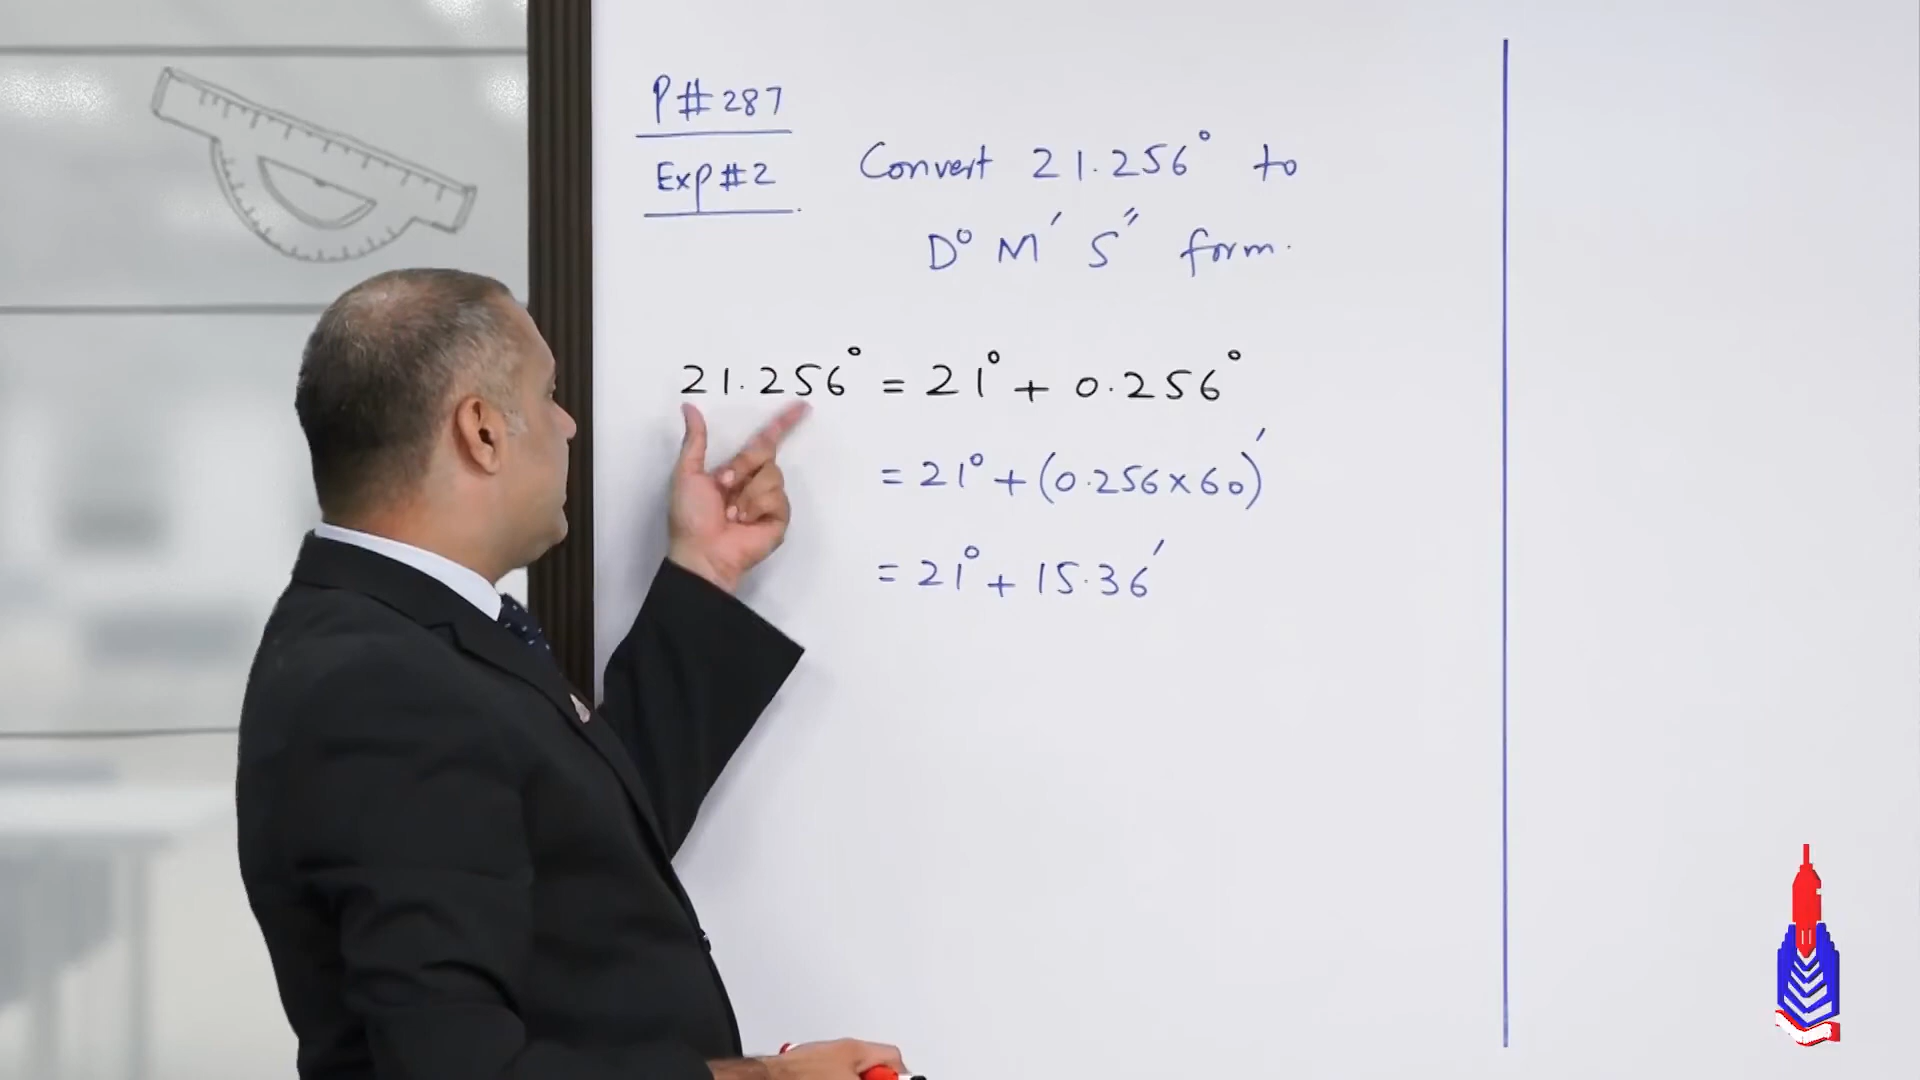 P#287
Exp#2
Convert 21.256° to
D° M′ S″ form.
21.256° = 21° + 0.256°
= 21° + (0.256×60)′
= 21° + 15.36′